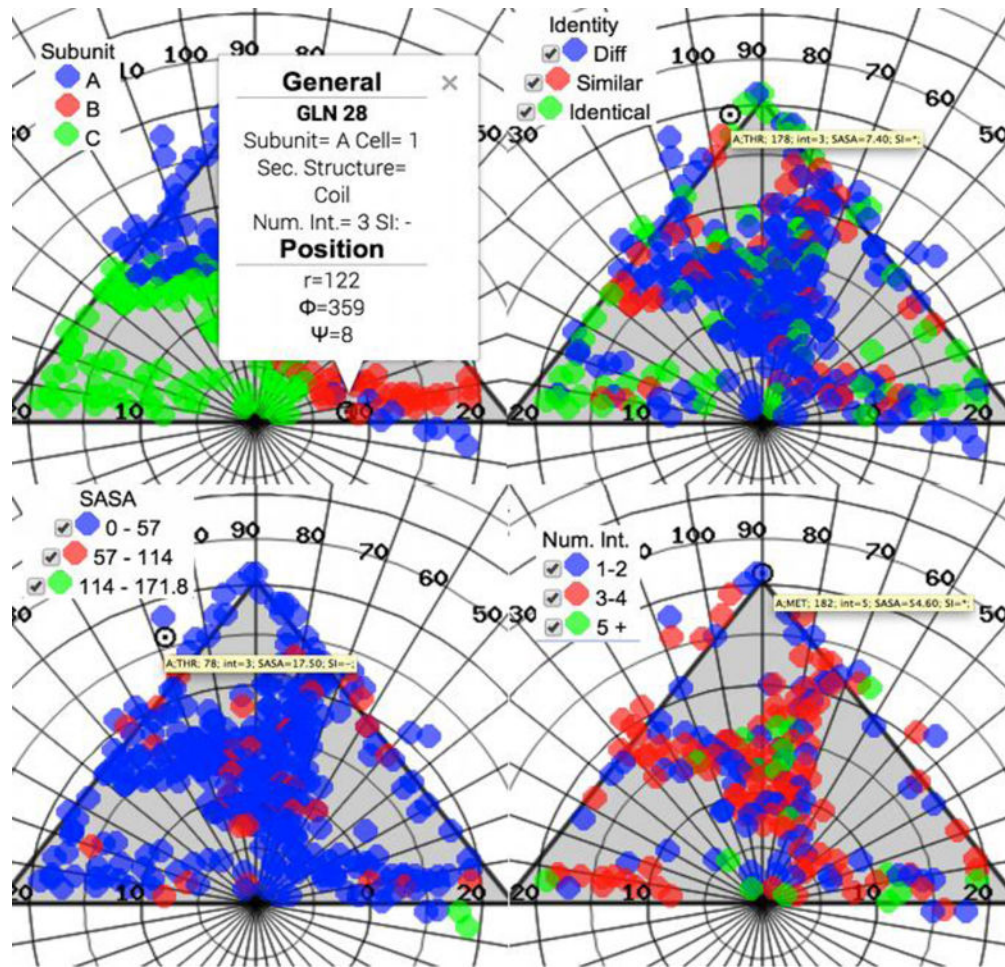 Subunit
A
B
C
100
90
80
10
30
20
10
20
General
×
GLN 28
Subunit= A Cell= 1
Sec. Structure=
Coil
Num. Int.= 3 SI: -
Position
r=122
Φ=359
Ψ=8
Identity
Diff
Similar
Identical
100
90
80
70
60
50
30
A;THR; 178; int=3; SASA=7.40; SI=*;
20
10
10
20
SASA
0 - 57
57 - 114
114 - 171.8
0
90
80
70
60
50
30
A;THR; 78; int=3; SASA=17.50; SI=-;
20
10
10
20
Num. Int.
1-2
3-4
5 +
0
100
90
80
70
60
50
30
A;MET; 182; int=5; SASA=54.60; SI=*;
20
10
10
20